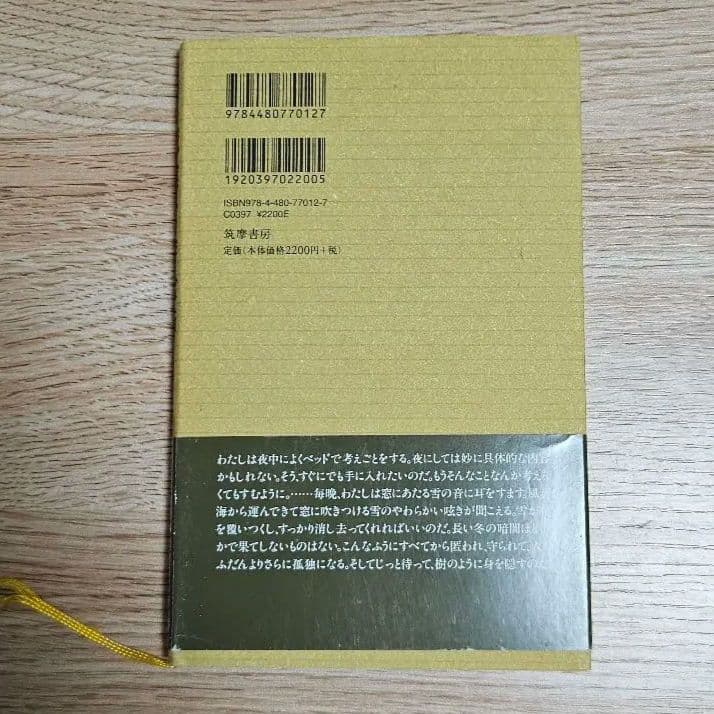 9784480770127
1920397022005
ISBN978-4-480-77012-7
C0397 ¥2200E
筑摩書房
定価(本体価格2200円+税)
わたしは夜中によくベッドで考えごとをする。夜にしては妙に具体的な内容
かもしれない。そう、すぐにでも手に入れたいのだ。もうそんなことなんか考え
くてもすむように。……毎晩、わたしは窓にあたる雪の音に耳をすます。風
海から運んできて窓に吹きつける雪のやわらかい呟きが聞こえる。雪が
を覆いつくし、すっかり消し去ってくれればいいのだ。長い冬の暗闇は
かで果てしないものはない。こんなふうにすべてから匿われ、守られて、
ふだんよりさらに孤独になる。そしてじっと待って、樹のように身を隠すの